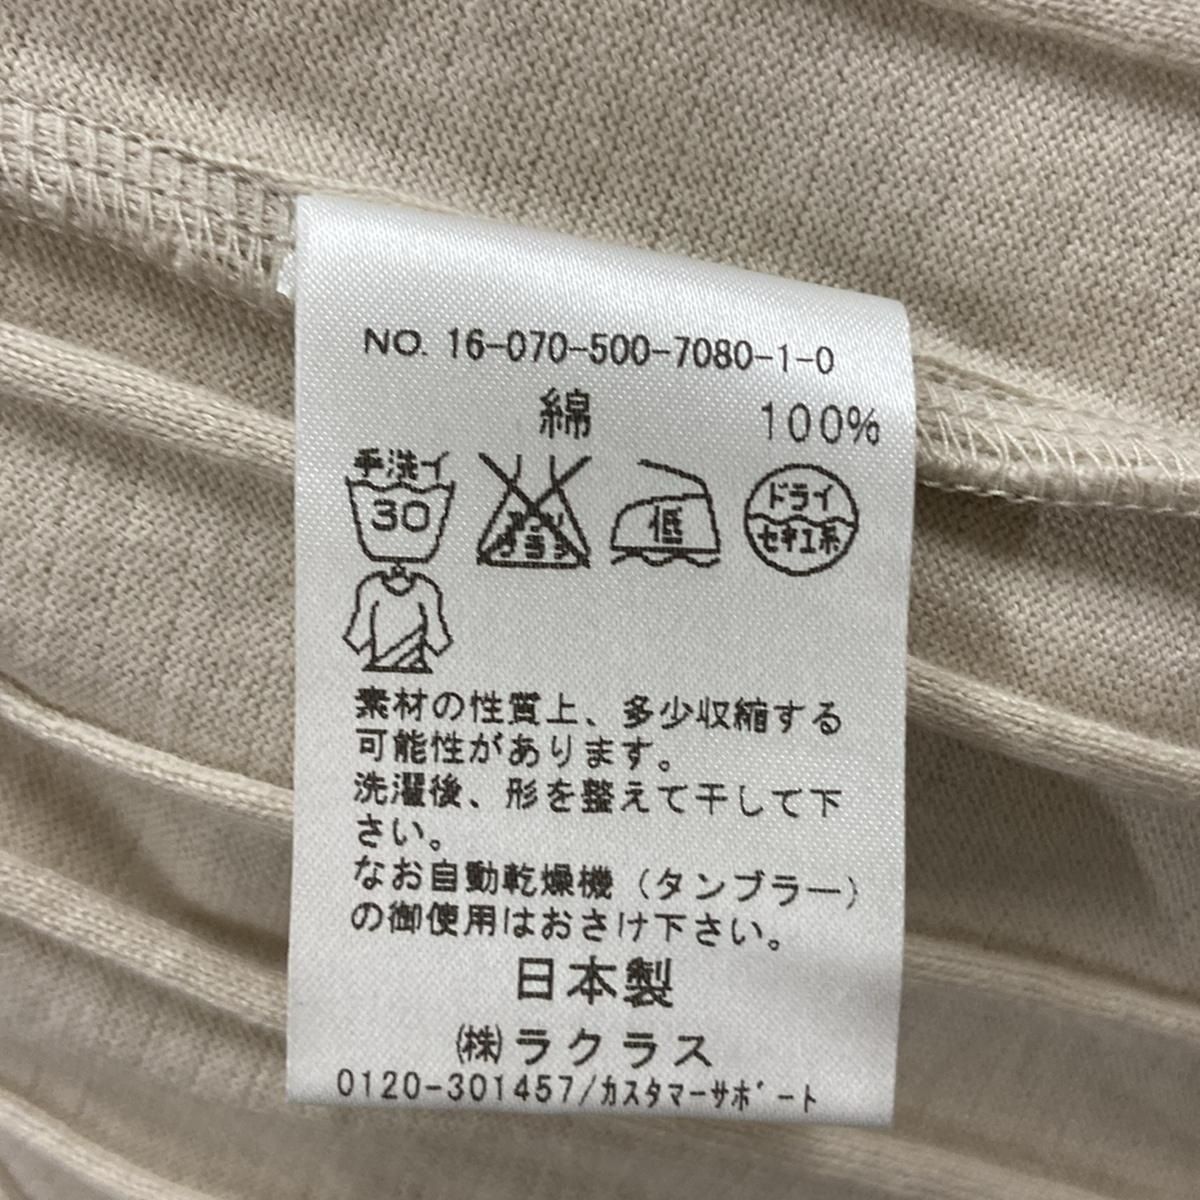 NO. 16-070-500-7080-1-0
綿 100%
手洗イ
30
エンソ
サラシ
低
ドライ
セキユ系
素材の性質上、多少収縮する
可能性があります。
洗濯後、形を整えて干して下
さい。
なお自動乾燥機（タンブラー）
の御使用はおさけ下さい。
日本製
㈱ラクラス
0120-301457/カスタマーサポート